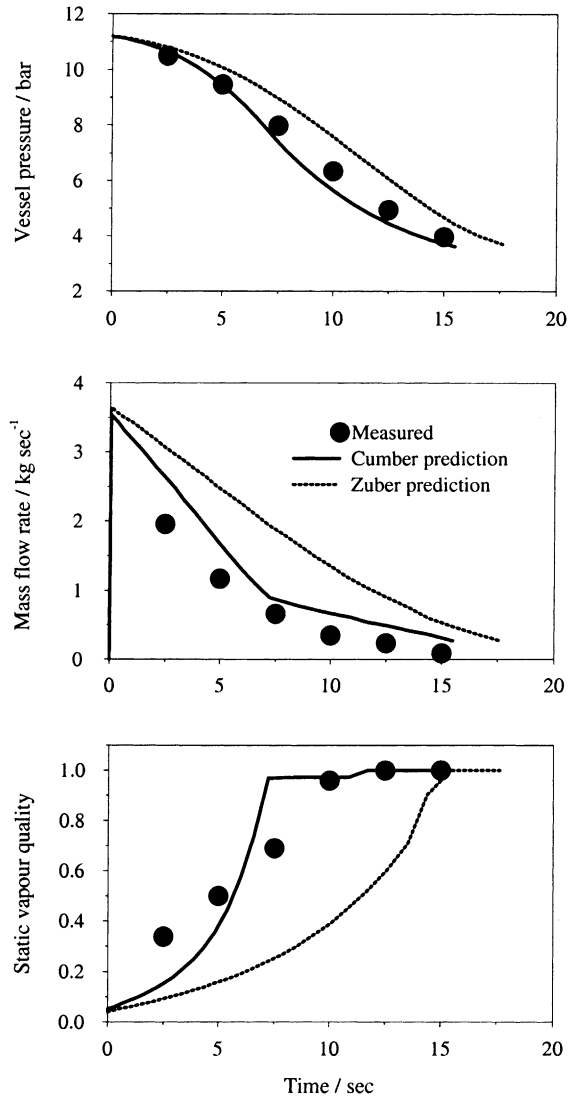 12
10
8
6
4
2
Vessel pressure / bar
0 5 10 15 20
4
3
2
1
0
Mass flow rate / kg sec⁻¹
Measured
Cumber prediction
Zuber prediction
0 5 10 15 20
1.0
0.8
0.6
0.4
0.2
0.0
Static vapour quality
0 5 10 15 20
Time / sec